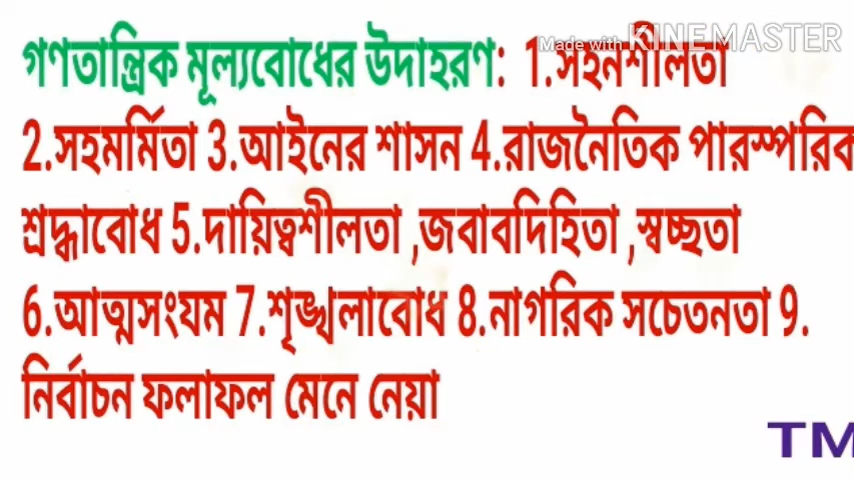 Made with KINEMASTER
গণতান্ত্রিক মূল্যবোধের উদাহরণ: 1.সহনশীলতা
2.সহমর্মিতা 3.আইনের শাসন 4.রাজনৈতিক পারস্পরিক
শ্রদ্ধাবোধ 5.দায়িত্বশীলতা ,জবাবদিহিতা ,স্বচ্ছতা
6.আত্মসংযম 7.শৃঙ্খলাবোধ 8.নাগরিক সচেতনতা 9.
নির্বাচন ফলাফল মেনে নেয়া
TM